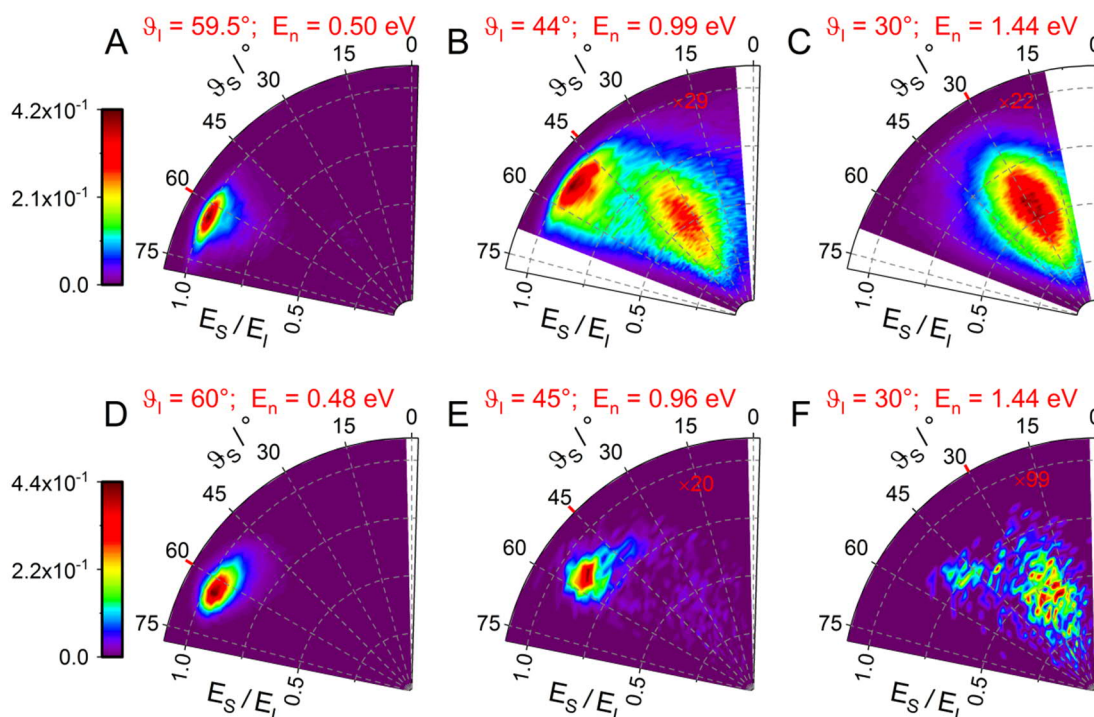 A
ϑI = 59.5°; En = 0.50 eV
B
ϑI = 44°; En = 0.99 eV
C
ϑI = 30°; En = 1.44 eV
4.2x10⁻¹
2.1x10⁻¹
0.0
ϑS / °
0
15
30
45
60
75
1.0
0.5
ES / EI
ϑS / °
0
15
30
45
60
75
1.0
0.5
ES / EI
×29
ϑS / °
15
30
45
60
75
1.0
0.5
ES / EI
×22
D
ϑI = 60°; En = 0.48 eV
E
ϑI = 45°; En = 0.96 eV
F
ϑI = 30°; En = 1.44 eV
4.4x10⁻¹
2.2x10⁻¹
0.0
ϑS / °
0
15
30
45
60
75
1.0
0.5
ES / EI
ϑS / °
0
15
30
45
60
75
1.0
0.5
ES / EI
×20
ϑS / °
15
30
45
60
75
1.0
0.5
ES / EI
×99